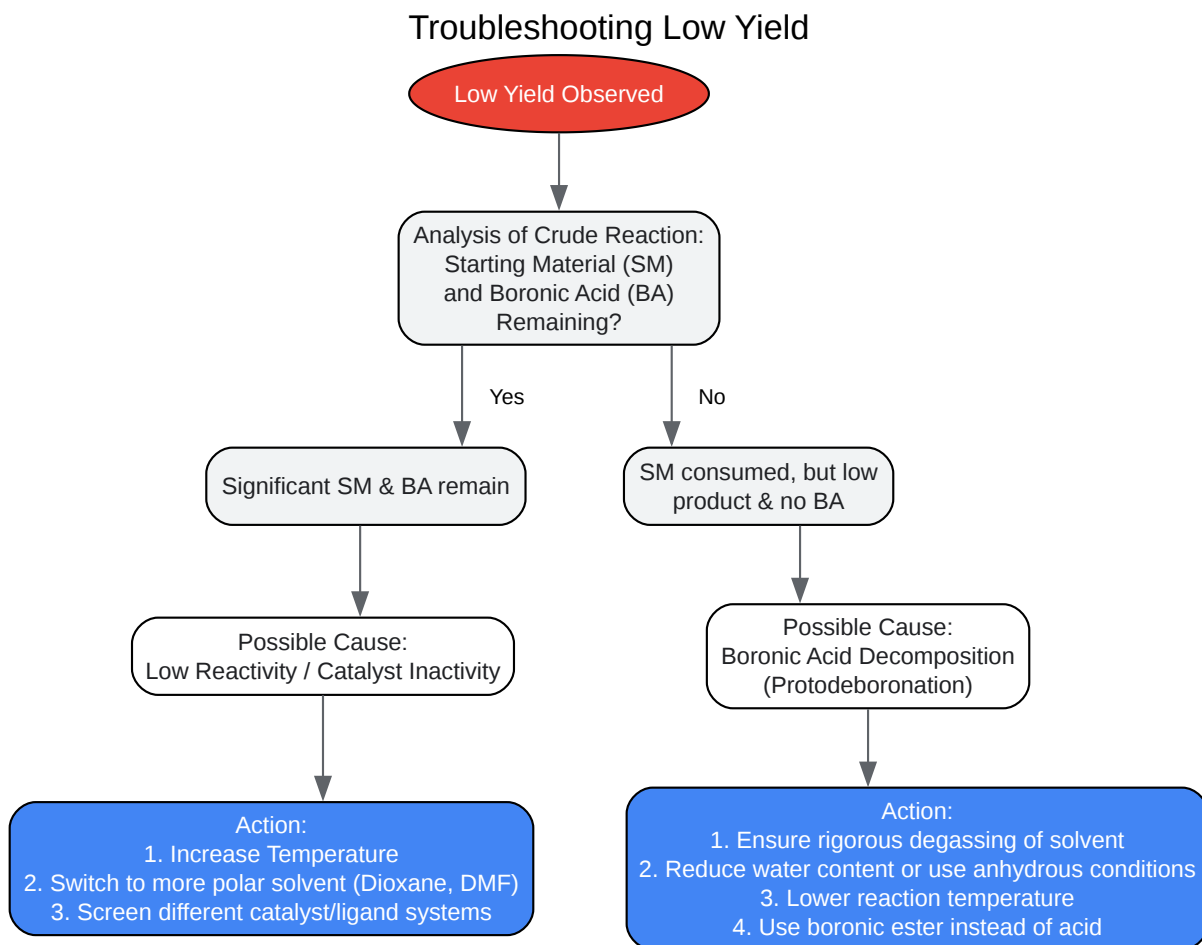 Troubleshooting Low Yield
Low Yield Observed
Analysis of Crude Reaction:
Starting Material (SM)
and Boronic Acid (BA)
Remaining?
Yes
No
Significant SM & BA remain
SM consumed, but low
product & no BA
Possible Cause:
Low Reactivity / Catalyst Inactivity
Possible Cause:
Boronic Acid Decomposition
(Protodeboronation)
Action:
1. Increase Temperature
2. Switch to more polar solvent (Dioxane, DMF)
3. Screen different catalyst/ligand systems
Action:
1. Ensure rigorous degassing of solvent
2. Reduce water content or use anhydrous conditions
3. Lower reaction temperature
4. Use boronic ester instead of acid